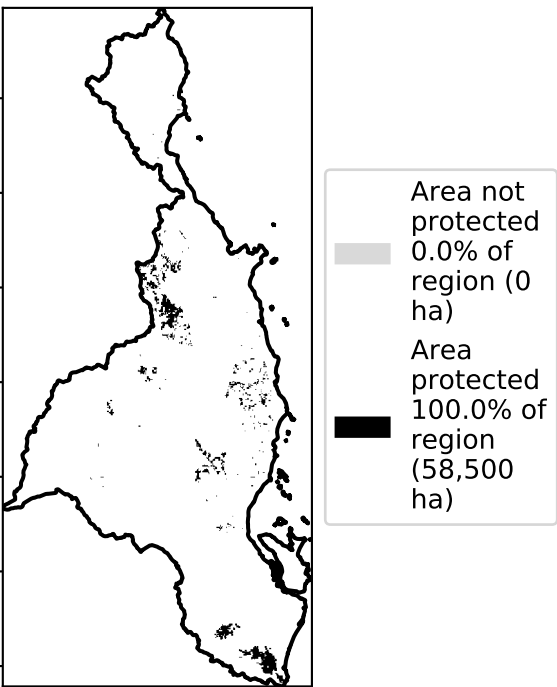 Area not
protected
0.0% of
region (0
ha)
Area
protected
100.0% of
region
(58,500
ha)